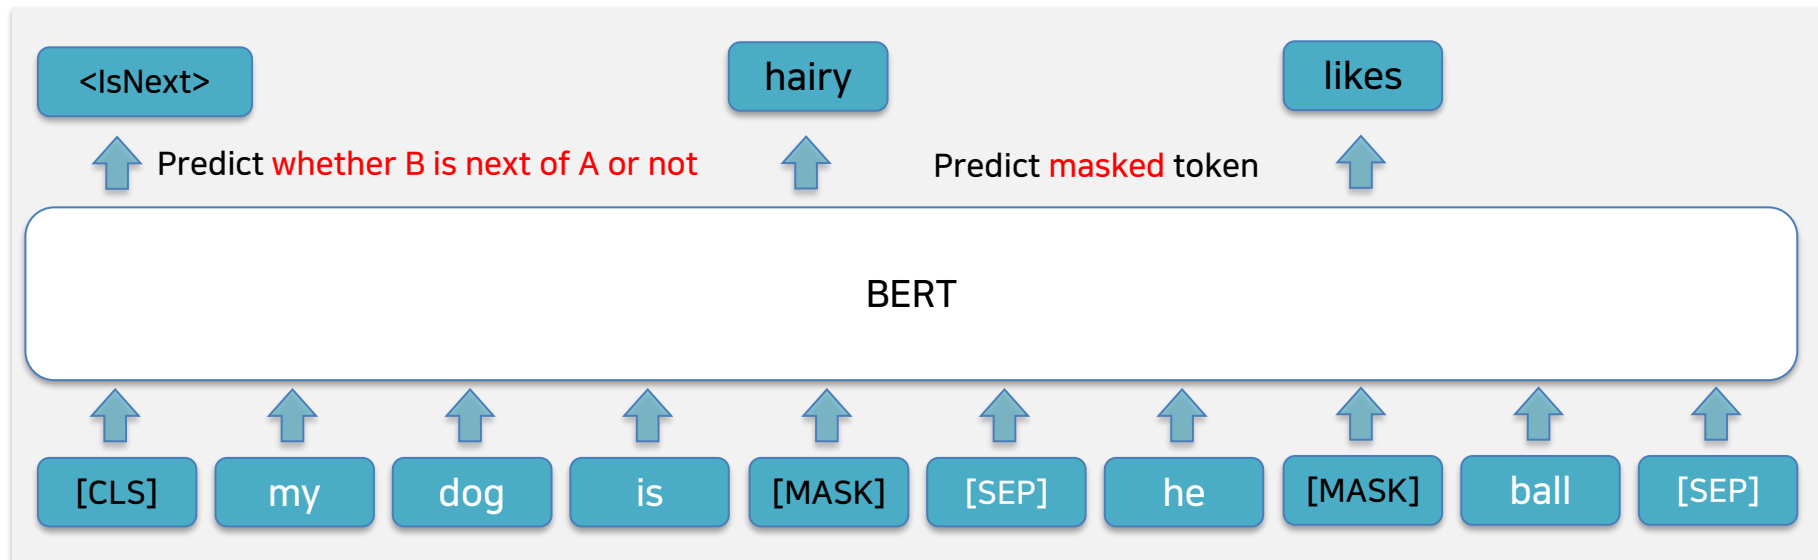 <IsNext> hairy likes
Predict whether B is next of A or not Predict masked token
BERT
[CLS] my dog is [MASK] [SEP] he [MASK] ball [SEP]